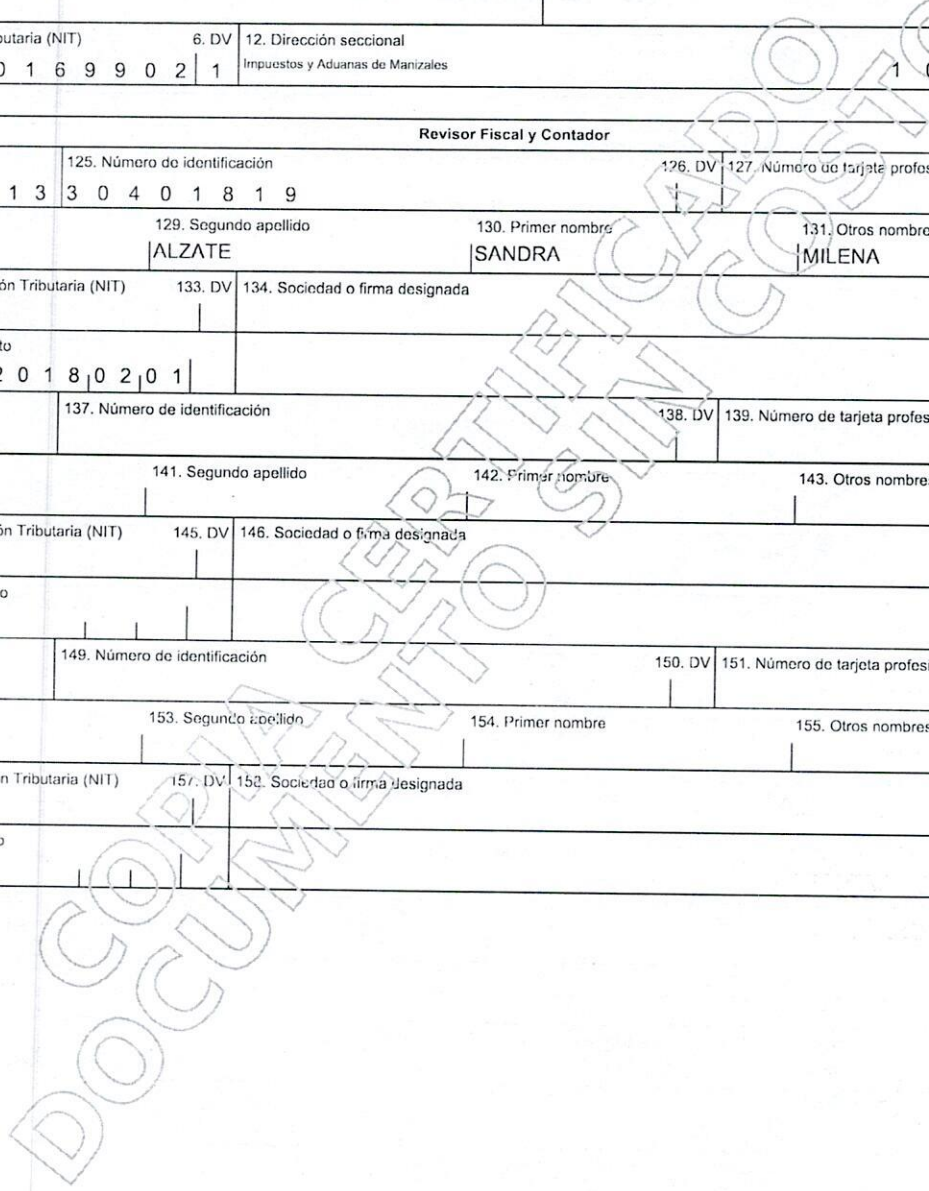 butaria (NIT) 6. DV 12. Dirección seccional
0 1 6 9 9 0 2 1 Impuestos y Aduanas de Manizales 1 0
Revisor Fiscal y Contador
125. Número de identificación 126. DV 127. Número de tarjeta profes
1 3 3 0 4 0 1 8 1 9
129. Segundo apellido 130. Primer nombre 131. Otros nombre
ALZATE SANDRA MILENA
ón Tributaria (NIT) 133. DV 134. Sociedad o firma designada
to
2 0 1 8 0 2 0 1
137. Número de identificación 138. DV 139. Número de tarjeta profes
141. Segundo apellido 142. Primer nombre 143. Otros nombre
ón Tributaria (NIT) 145. DV 146. Sociedad o firma designada
o
149. Número de identificación 150. DV 151. Número de tarjeta profesi
153. Segundo apellido 154. Primer nombre 155. Otros nombres
n Tributaria (NIT) 157. DV 158. Sociedad o firma designada
o
COPIA CERTIFICADO
DOCUMENTO SIN COSTO